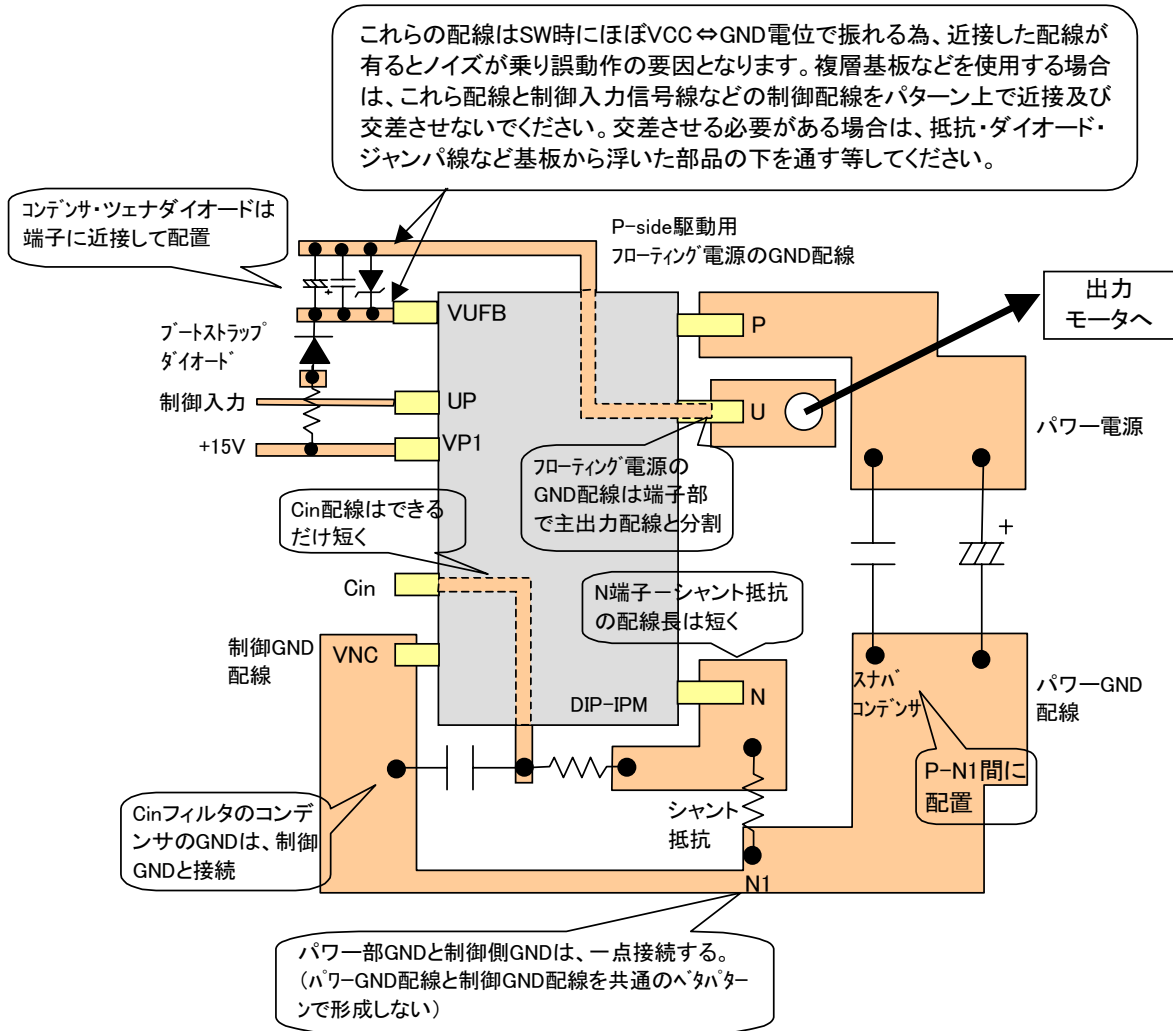 これらの配線はSW時にほぼVCC⇔GND電位で振れる為、近接した配線が
有るとノイズが乗り誤動作の要因となります。複層基板などを使用する場合
は、これら配線と制御入力信号線などの制御配線をパターン上で近接及び
交差させないでください。交差させる必要がある場合は、抵抗・ダイオード・
ジャンパ線など基板から浮いた部品の下を通す等してください。
コンデンサ・ツェナダイオードは
端子に近接して配置
P-side駆動用
フローティング電源のGND配線
出力
モータへ
VUFB
P
ブートストラップ
ダイオード
制御入力
UP
U
+15V
VP1
パワー電源
フローティング電源の
GND配線は端子部
で主出力配線と分割
Cin配線はできる
だけ短く
+
Cin
N端子ーシャント抵抗
の配線長は短く
制御GND
配線
VNC
スナバ
コンデンサ
パワーGND
配線
DIP-IPM
N
P-N1間に
配置
Cinフィルタのコンデ
ンサのGNDは、制御
GNDと接続
シャント
抵抗
N1
パワー部GNDと制御側GNDは、一点接続する。
（パワーGND配線と制御GND配線を共通のベタパター
ンで形成しない）